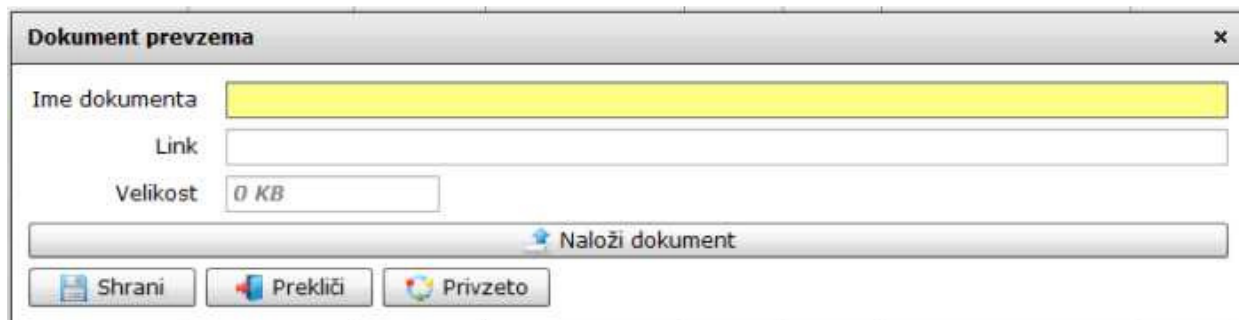 Dokument prevzema ×
Ime dokumenta
Link
Velikost 0 KB
Naloži dokument
Shrani Prekliči Privzeto